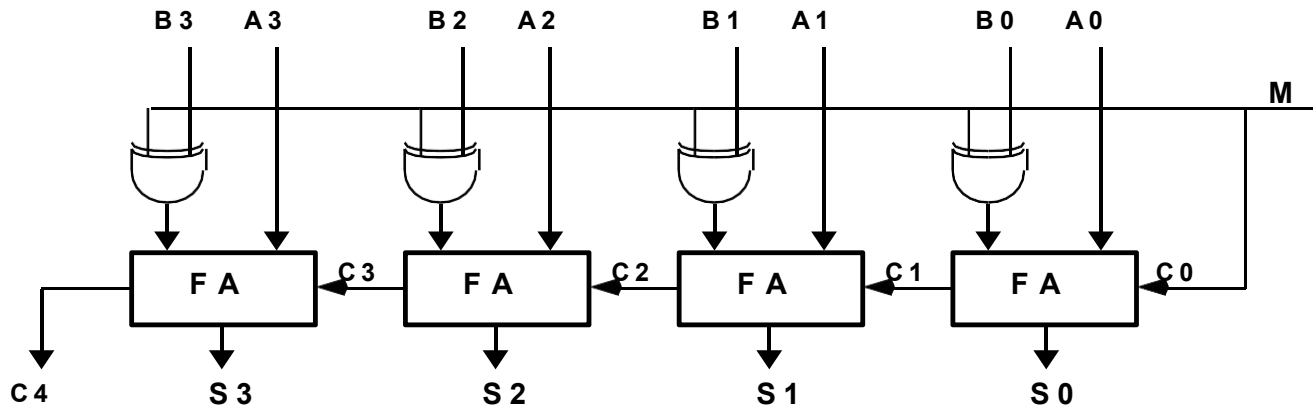 B3 A3 B2 A2 B1 A1 B0 A0
M
FA C3 FA C2 FA C1 FA C0
C4 S3 S2 S1 S0